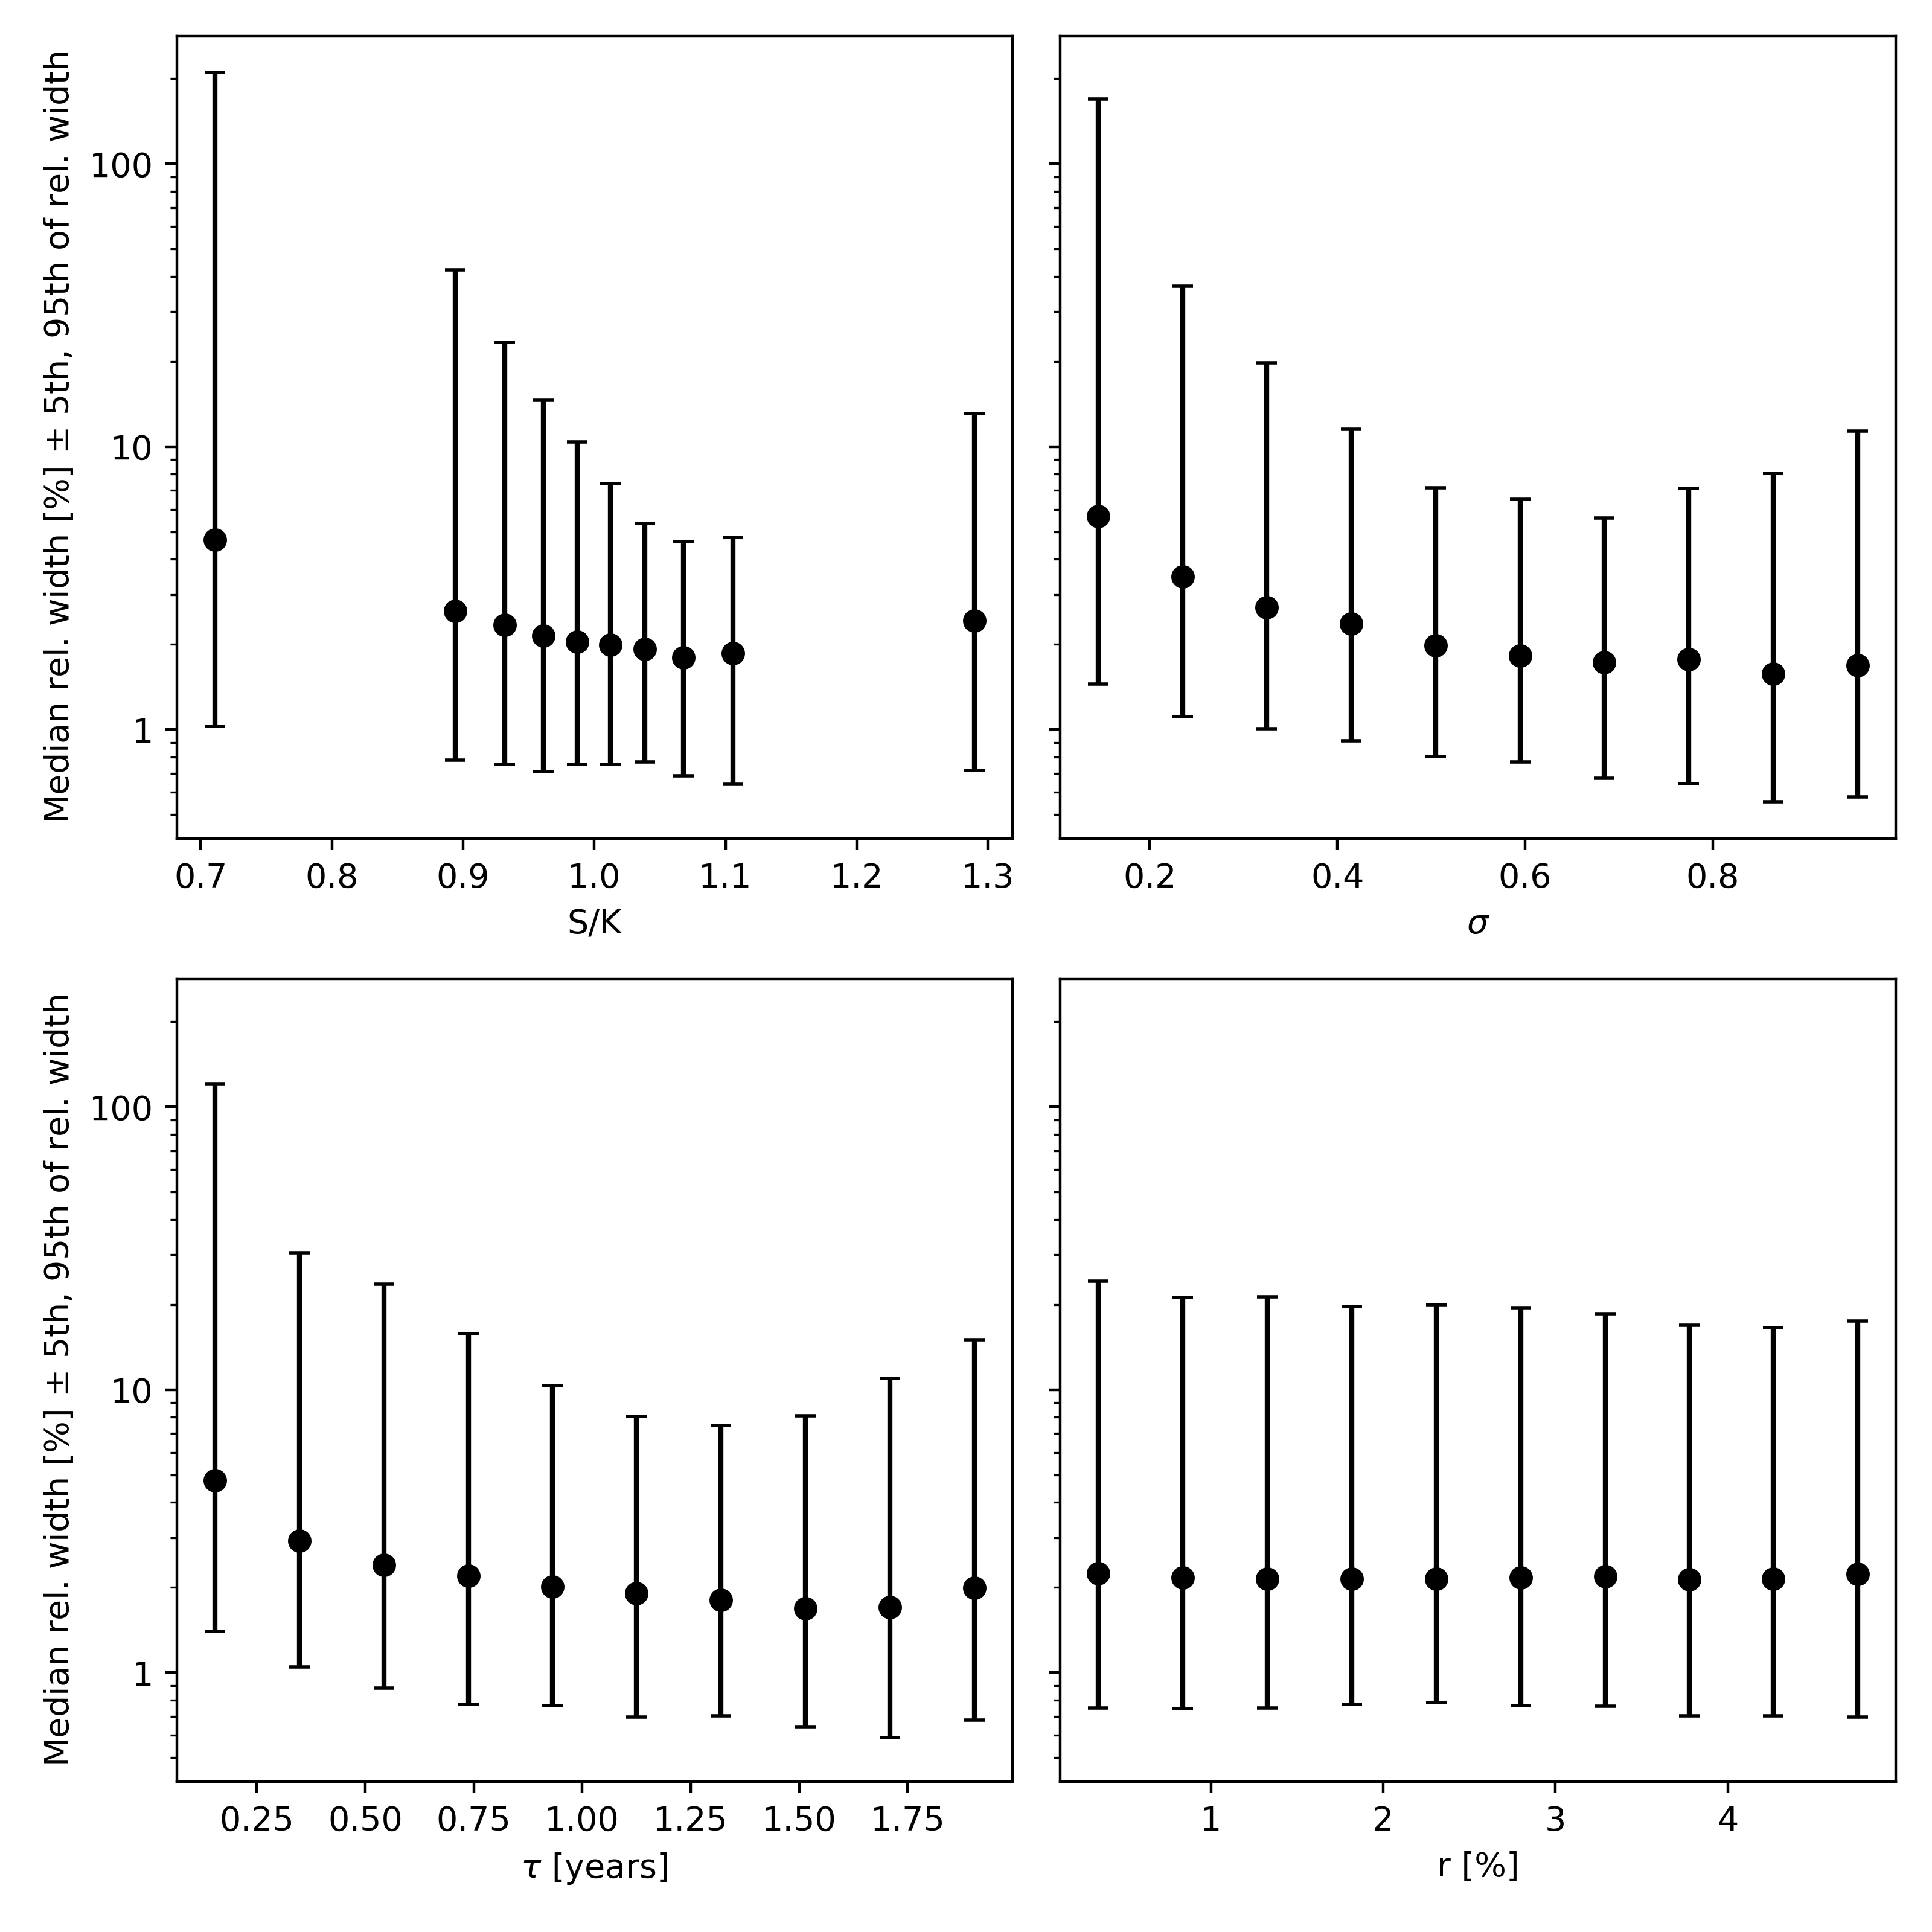 Median rel. width [%] ± 5th, 95th of rel. width
100
10
1
0.7 0.8 0.9 1.0 1.1 1.2 1.3
S/K
0.2 0.4 0.6 0.8
σ
Median rel. width [%] ± 5th, 95th of rel. width
100
10
1
0.25 0.50 0.75 1.00 1.25 1.50 1.75
τ [years]
1 2 3 4
r [%]